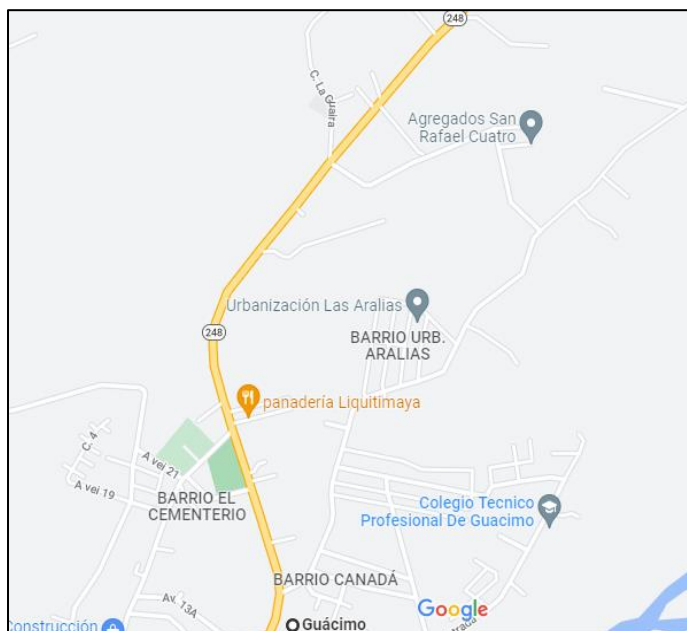 248
C. La Guaira
Agregados San
Rafael Cuatro
Urbanización Las Aralias
248
BARRIO URB.
ARALIAS
panadería Liquitimaya
C. 4
A vei 21
A vei 19
BARRIO EL
CEMENTERIO
Colegio Tecnico
Profesional De Guacimo
BARRIO CANADÁ
Av. 13A
Google
Guácimo
Construcción
trada